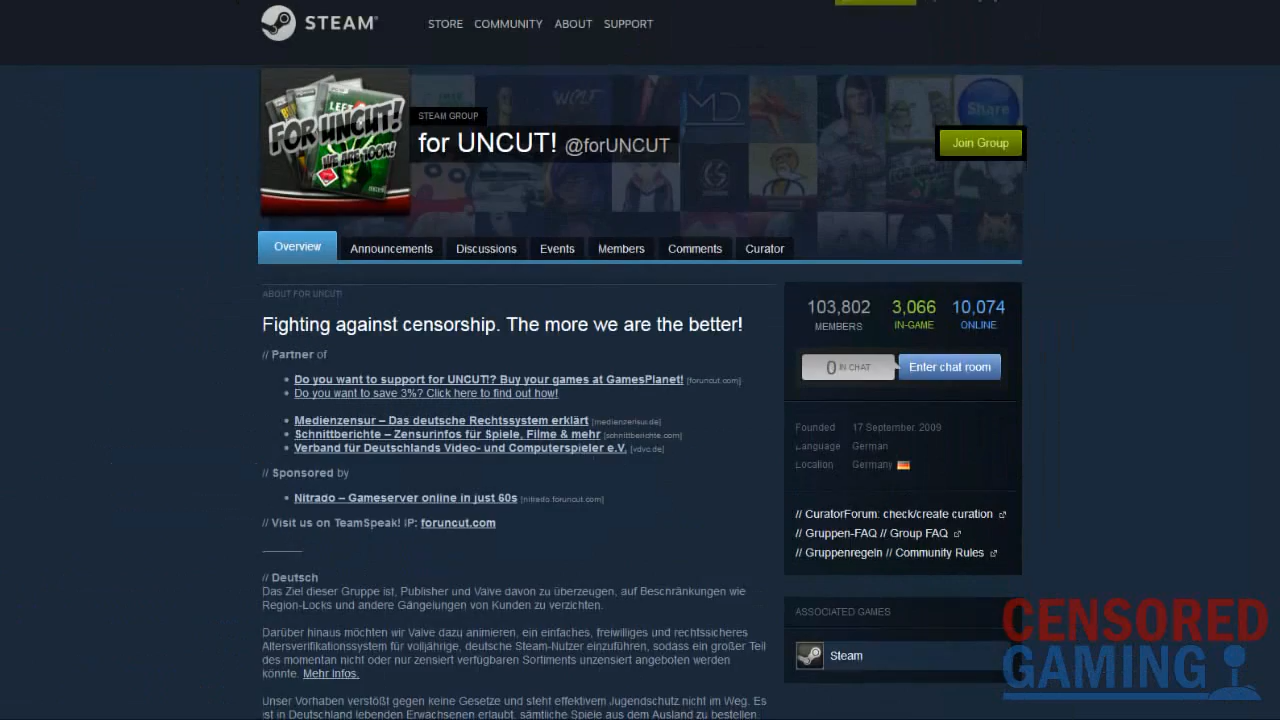 STEAM®
STORE COMMUNITY ABOUT SUPPORT
FOR UNCUT!
WE ARE 100K!
STEAM GROUP
for UNCUT! @forUNCUT
Share
Join Group
Overview Announcements Discussions Events Members Comments Curator
ABOUT FOR UNCUT!
Fighting against censorship. The more we are the better!
// Partner of
• Do you want to support for UNCUT!? Buy your games at GamesPlanet! [foruncut.com]
• Do you want to save 3%? Click here to find out how!
• Medienzensur – Das deutsche Rechtssystem erklärt [medienzensur.de]
• Schnittberichte – Zensurinfos für Spiele, Filme & mehr [schnittberichte.com]
• Verband für Deutschlands Video- und Computerspieler e.V. [vdvc.de]
// Sponsored by
• Nitrado – Gameserver online in just 60s [nitrado.foruncut.com]
// Visit us on TeamSpeak! IP: foruncut.com
// Deutsch
Das Ziel dieser Gruppe ist, Publisher und Valve davon zu überzeugen, auf Beschränkungen wie
Region-Locks und andere Gängelungen von Kunden zu verzichten.
Darüber hinaus möchten wir Valve dazu animieren, ein einfaches, freiwilliges und rechtssicheres
Altersverifikationssystem für volljährige, deutsche Steam-Nutzer einzuführen, sodass ein großer Teil
des momentan nicht oder nur zensiert verfügbaren Sortiments unzensiert angeboten werden
könnte. Mehr Infos.
Unser Vorhaben verstößt gegen keine Gesetze und steht effektivem Jugendschutz nicht im Weg. Es
ist in Deutschland lebenden Erwachsenen erlaubt, sämtliche Spiele aus dem Ausland zu bestellen.
103,802 3,066 10,074
MEMBERS IN-GAME ONLINE
0 IN CHAT Enter chat room
Founded 17 September, 2009
Language German
Location Germany
// CuratorForum: check/create curation
// Gruppen-FAQ // Group FAQ
// Gruppenregeln // Community Rules
ASSOCIATED GAMES
Steam
CENSORED
GAMING